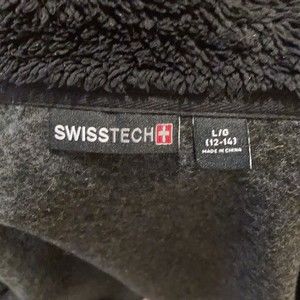 SWISSTECH
L/G
(12-14)
MADE IN CHINA